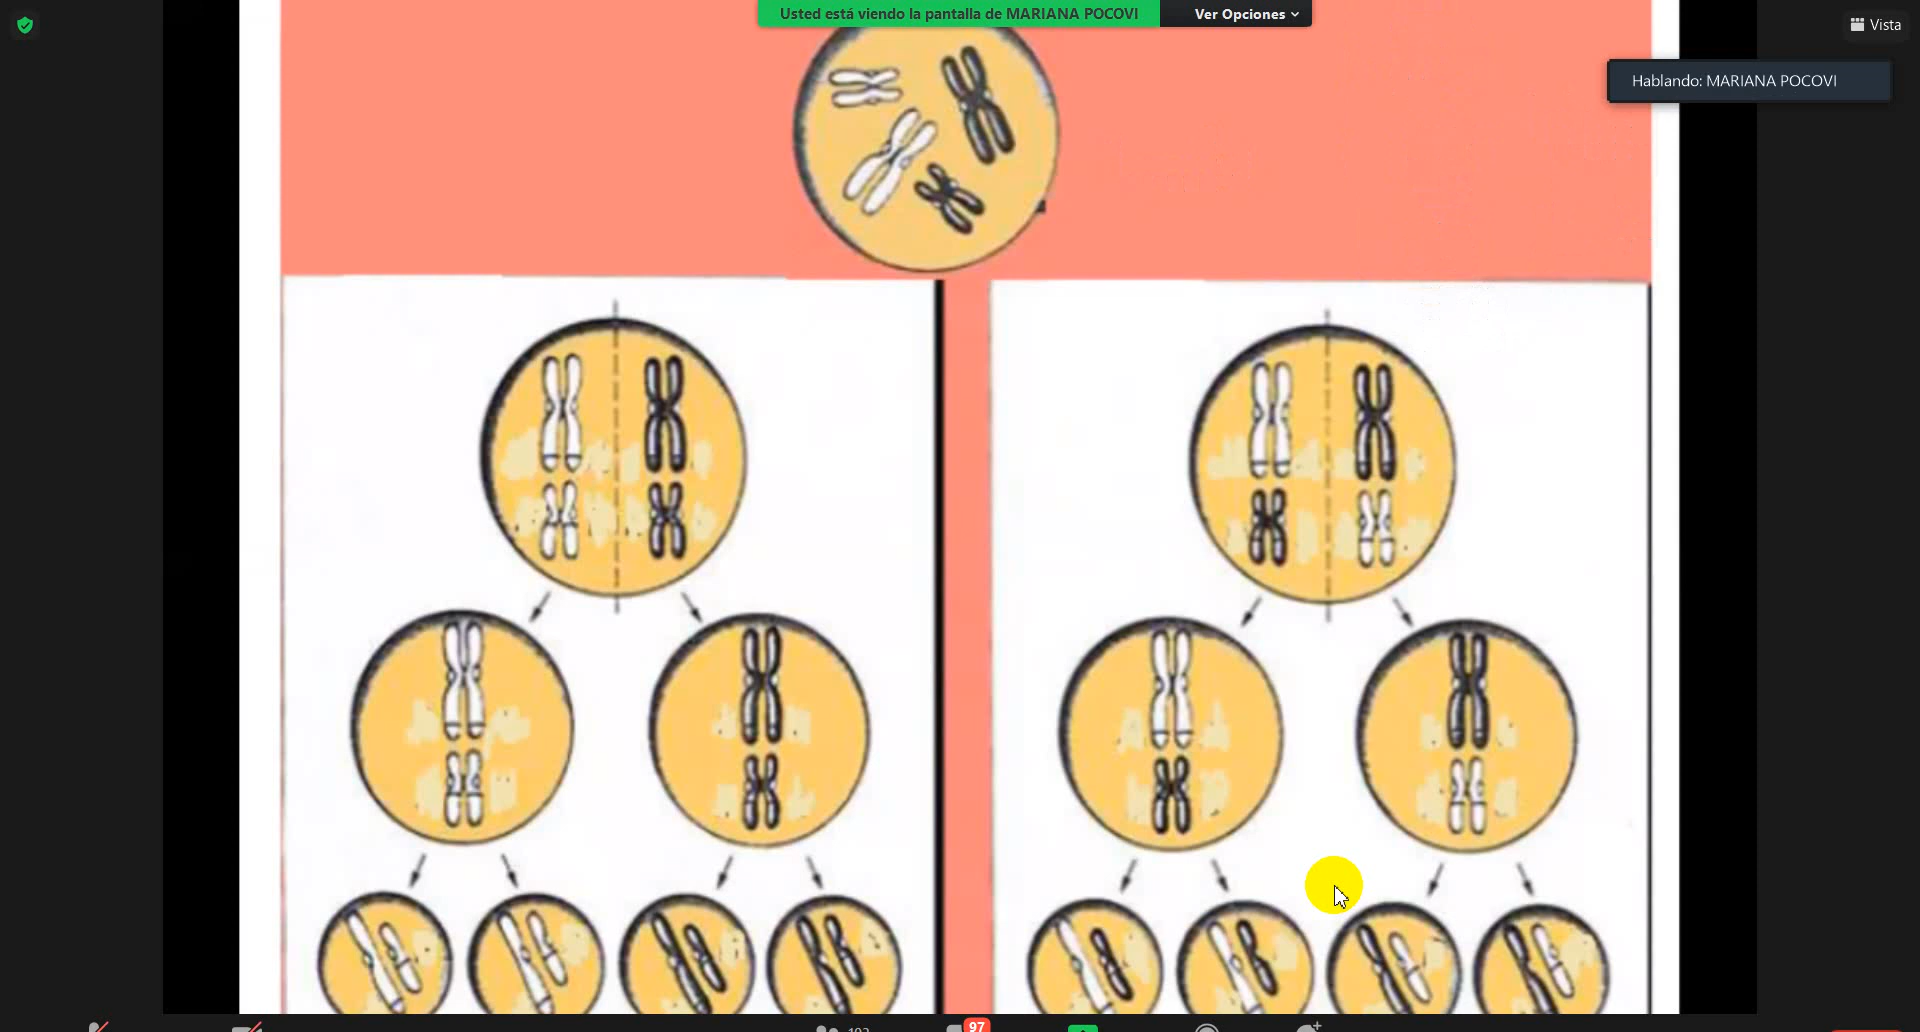 Usted está viendo la pantalla de MARIANA POCOVI
Ver Opciones
Vista
Hablando: MARIANA POCOVI
97